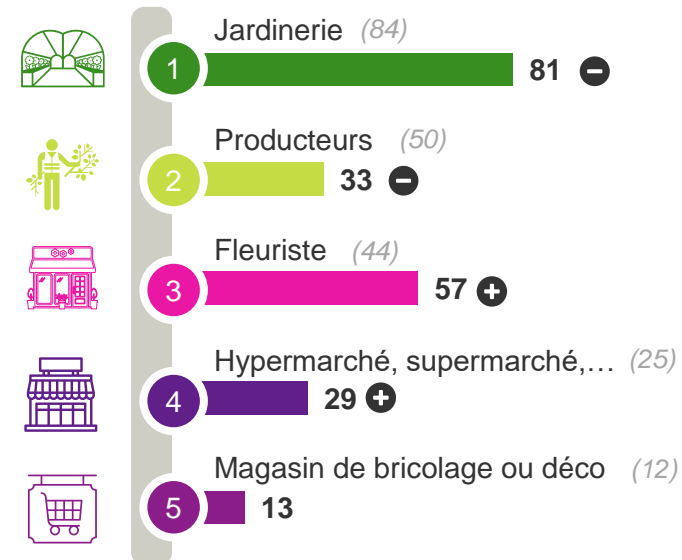 Jardinerie (84)
1 81 −
Producteurs (50)
2 33 −
Fleuriste (44)
3 57 +
Hypermarché, supermarché,… (25)
4 29 +
Magasin de bricolage ou déco (12)
5 13